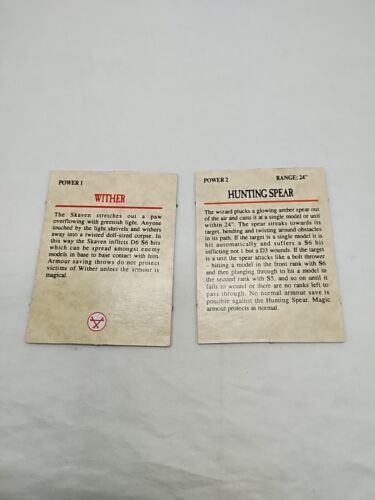 POWER 1
WITHER
The Skaven stretches out a paw
overflowing with greenish light. Anyone
touched by the light shrivels and withers
away into a twisted doll-sized corpse. In
this way the Skaven inflicts D6 S6 hits
which can be spread amongst enemy
models in base to base contact with him.
Armour saving throws do not protect
victims of Wither unless the armour is
magical.
POWER 2 RANGE: 24"
HUNTING SPEAR
The wizard plucks a glowing amber spear out
of the air and casts it at a single model or unit
within 24". The spear streaks towards its
target, bending and twisting around obstacles
in its path. If the target is a single model it is
hit automatically and suffers a S6 hit
inflicting not 1 but a D3 wounds. If the target
is a unit the spear attacks like a bolt thrower
- hitting a model in the front rank with S6
and then plunging through to hit a model in
the second rank with S5, and so on until it
fails to wound or there are no ranks left to
pass through. No normal armour save is
possible against the Hunting Spear. Magic
armour protects as normal.